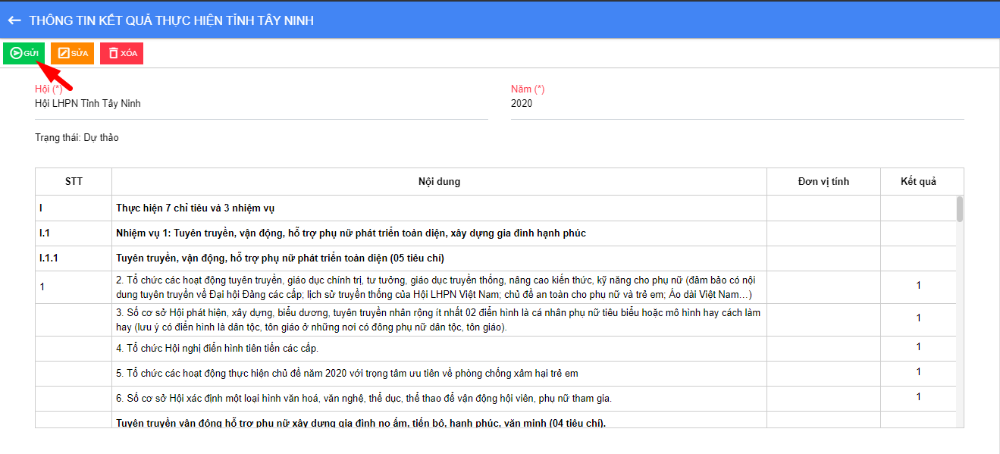 THÔNG TIN KẾT QUẢ THỰC HIỆN TỈNH TÂY NINH
GỬI SỬA XÓA
Hội (*) Năm (*)
Hội LHPN Tỉnh Tây Ninh 2020
Trạng thái: Dự thảo
STT Nội dung Đơn vị tính Kết quả
I Thực hiện 7 chỉ tiêu và 3 nhiệm vụ
I.1 Nhiệm vụ 1: Tuyên truyền, vận động, hỗ trợ phụ nữ phát triển toàn diện, xây dựng gia đình hạnh phúc
I.1.1 Tuyên truyền, vận động, hỗ trợ phụ nữ phát triển toàn diện (05 tiêu chí)
1 2. Tổ chức các hoạt động tuyên truyền, giáo dục chính trị, tư tưởng, giáo dục truyền thống, nâng cao kiến thức, kỹ năng cho phụ nữ (đảm bảo có nội 1
dung tuyên truyền về Đại hội Đảng các cấp; lịch sử truyền thống của Hội LHPN Việt Nam; chủ đề an toàn cho phụ nữ và trẻ em; Áo dài Việt Nam…)
3. Số cơ sở Hội phát hiện, xây dựng, biểu dương, tuyên truyền nhân rộng ít nhất 02 điển hình là cá nhân phụ nữ tiêu biểu hoặc mô hình hay cách làm 1
hay (lưu ý có điển hình là dân tộc, tôn giáo ở những nơi có đông phụ nữ dân tộc, tôn giáo).
4. Tổ chức Hội nghị điển hình tiên tiến các cấp. 1
5. Tổ chức các hoạt động thực hiện chủ đề năm 2020 với trọng tâm ưu tiên về phòng chống xâm hại trẻ em 1
6. Số cơ sở Hội xác định một loại hình văn hoá, văn nghệ, thể dục, thể thao để vận động hội viên, phụ nữ tham gia. 1
Tuyên truyền vận động hỗ trợ phụ nữ xây dựng gia đình no ấm, tiến bộ, hạnh phúc, văn minh (04 tiêu chí).